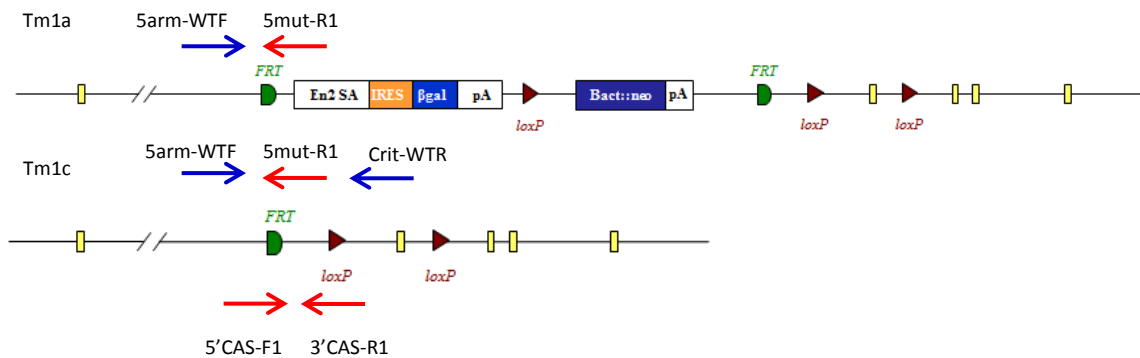 Tm1a 5arm-WTF 5mut-R1
FRT FRT
En2 SA IRES βgal pA Bact::neo pA
loxP loxP loxP
5arm-WTF 5mut-R1 Crit-WTR
Tm1c
FRT
loxP loxP
5’CAS-F1 3’CAS-R1